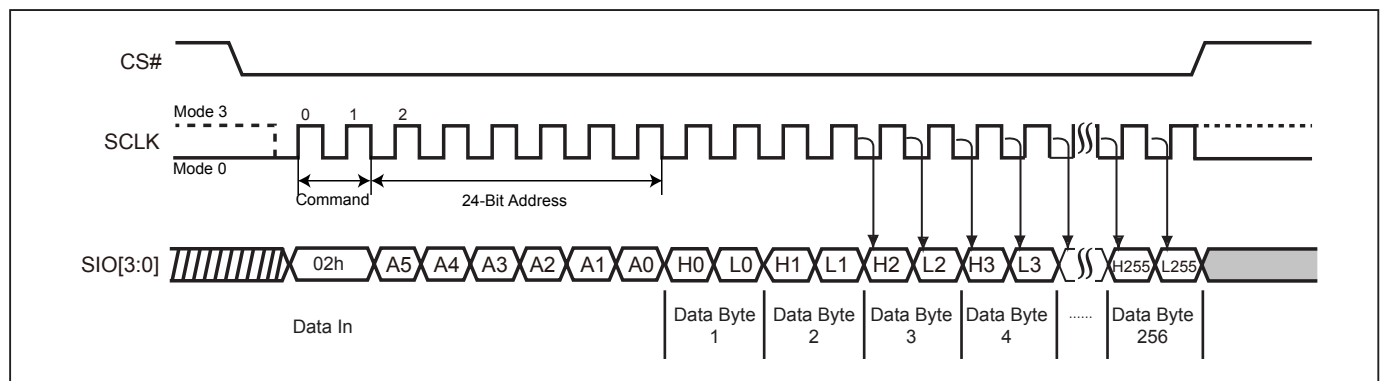 CS#
Mode 3
0 1 2
SCLK
Mode 0
Command
24-Bit Address
SIO[3:0]
02h A5 A4 A3 A2 A1 A0 H0 L0 H1 L1 H2 L2 H3 L3 H255 L255
Data In
Data Byte 1
Data Byte 2
Data Byte 3
Data Byte 4
......
Data Byte 256